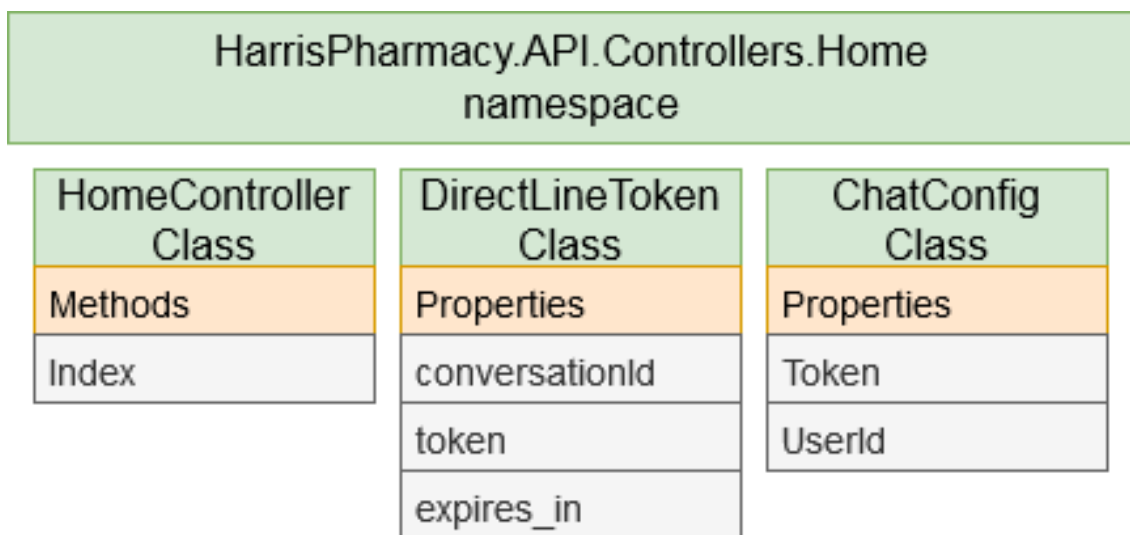 HarrisPharmacy.API.Controllers.Home
namespace
HomeController
Class
Methods
Index
DirectLineToken
Class
Properties
conversationId
token
expires_in
ChatConfig
Class
Properties
Token
UserId